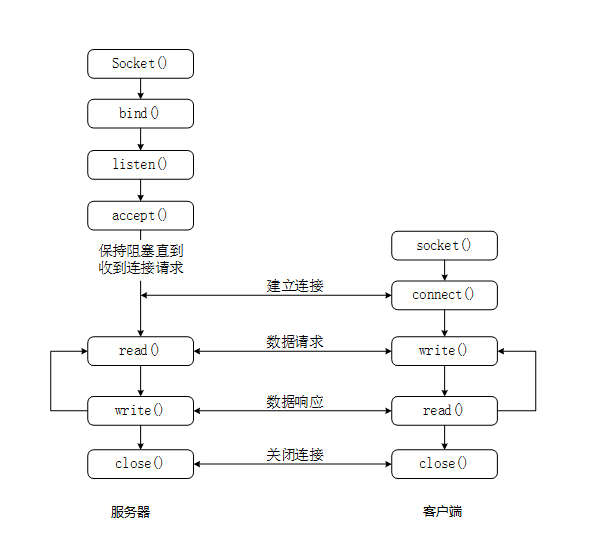 Socket()
bind()
listen()
accept()
保持阻塞直到
收到连接请求
socket()
建立连接
connect()
read()
数据请求
write()
write()
数据响应
read()
close()
关闭连接
close()
服务器
客户端